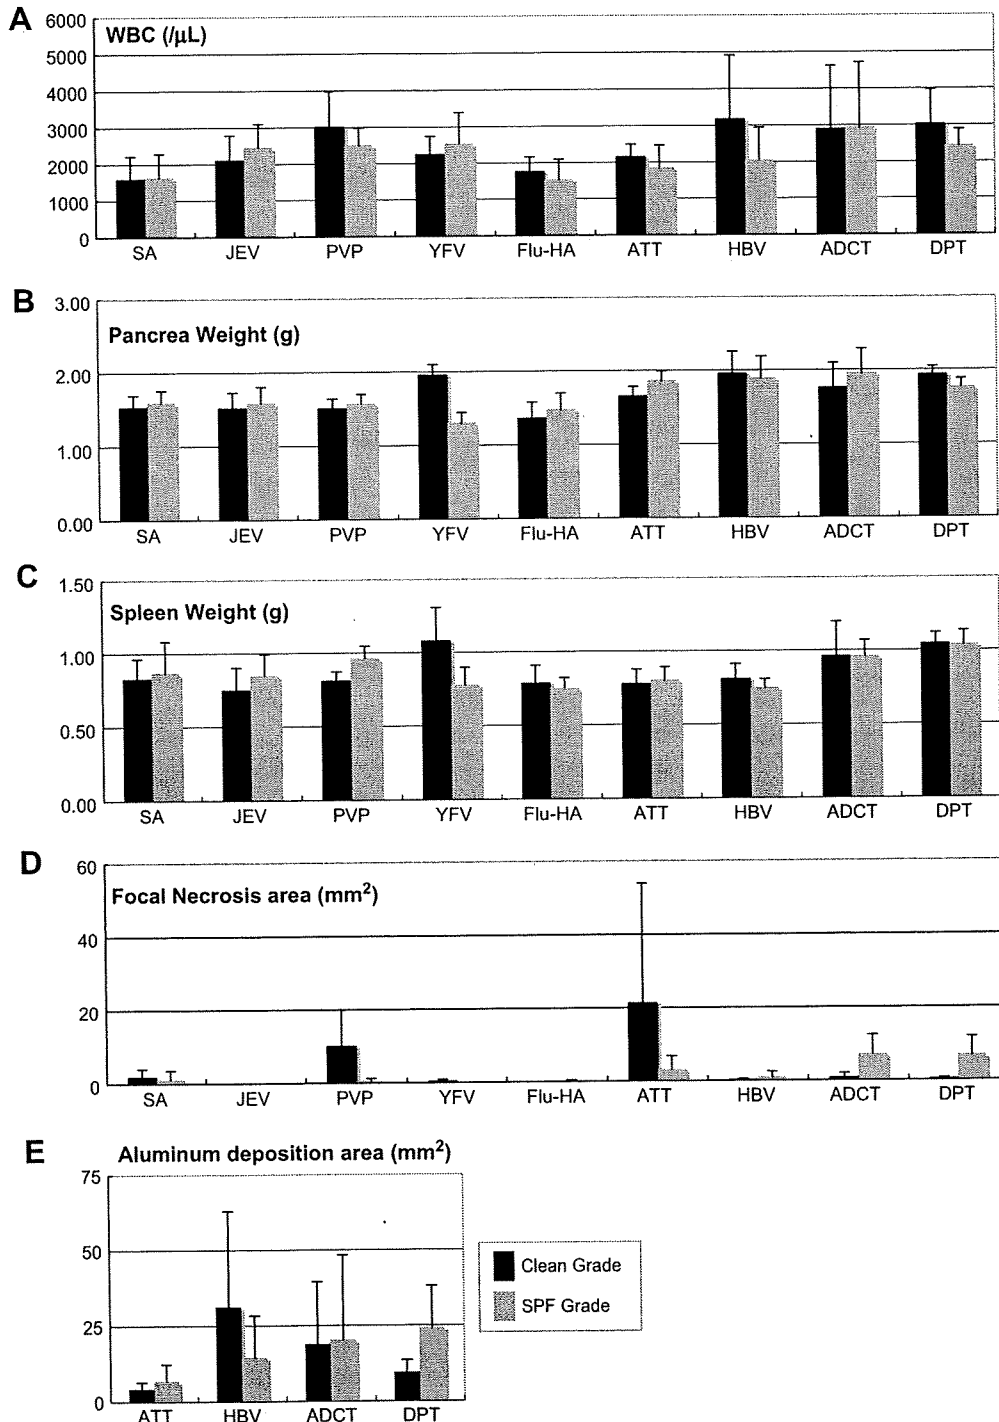 A
WBC (/μL)
6000
5000
4000
3000
2000
1000
0
SA JEV PVP YFV Flu-HA ATT HBV ADCT DPT
B
Pancrea Weight (g)
3.00
2.00
1.00
0.00
SA JEV PVP YFV Flu-HA ATT HBV ADCT DPT
C
Spleen Weight (g)
1.50
1.00
0.50
0.00
SA JEV PVP YFV Flu-HA ATT HBV ADCT DPT
D
Focal Necrosis area (mm²)
60
40
20
0
SA JEV PVP YFV Flu-HA ATT HBV ADCT DPT
E
Aluminum deposition area (mm²)
75
50
25
0
ATT HBV ADCT DPT
Clean Grade
SPF Grade